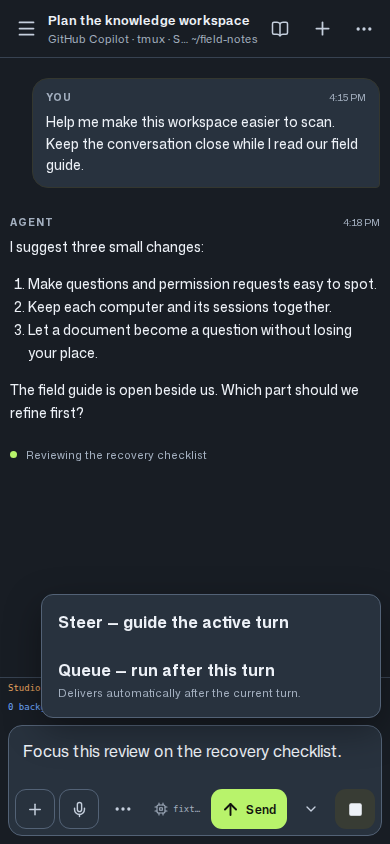 Plan the knowledge workspace
GitHub Copilot · tmux · S... ~/field-notes
YOU 4:15 PM
Help me make this workspace easier to scan.
Keep the conversation close while I read our field
guide.
AGENT 4:18 PM
I suggest three small changes:
1. Make questions and permission requests easy to spot.
2. Keep each computer and its sessions together.
3. Let a document become a question without losing
your place.
The field guide is open beside us. Which part should we
refine first?
Reviewing the recovery checklist
Steer — guide the active turn
Queue — run after this turn
Delivers automatically after the current turn.
Studio
0 back
Focus this review on the recovery checklist.
fixt... Send